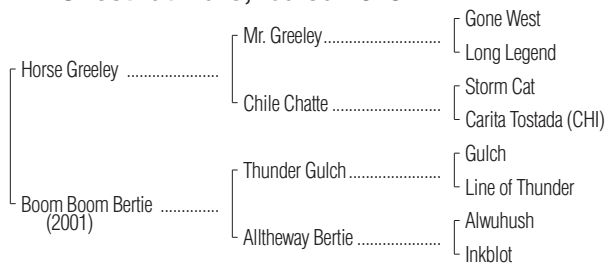 Gone West
Mr. Greeley
Long Legend
Horse Greeley
Storm Cat
Chile Chatte
Carita Tostada (CHI)
Gulch
Thunder Gulch
Line of Thunder
Boom Boom Bertie
(2001)
Alwuhush
Alltheway Bertie
Inkblot